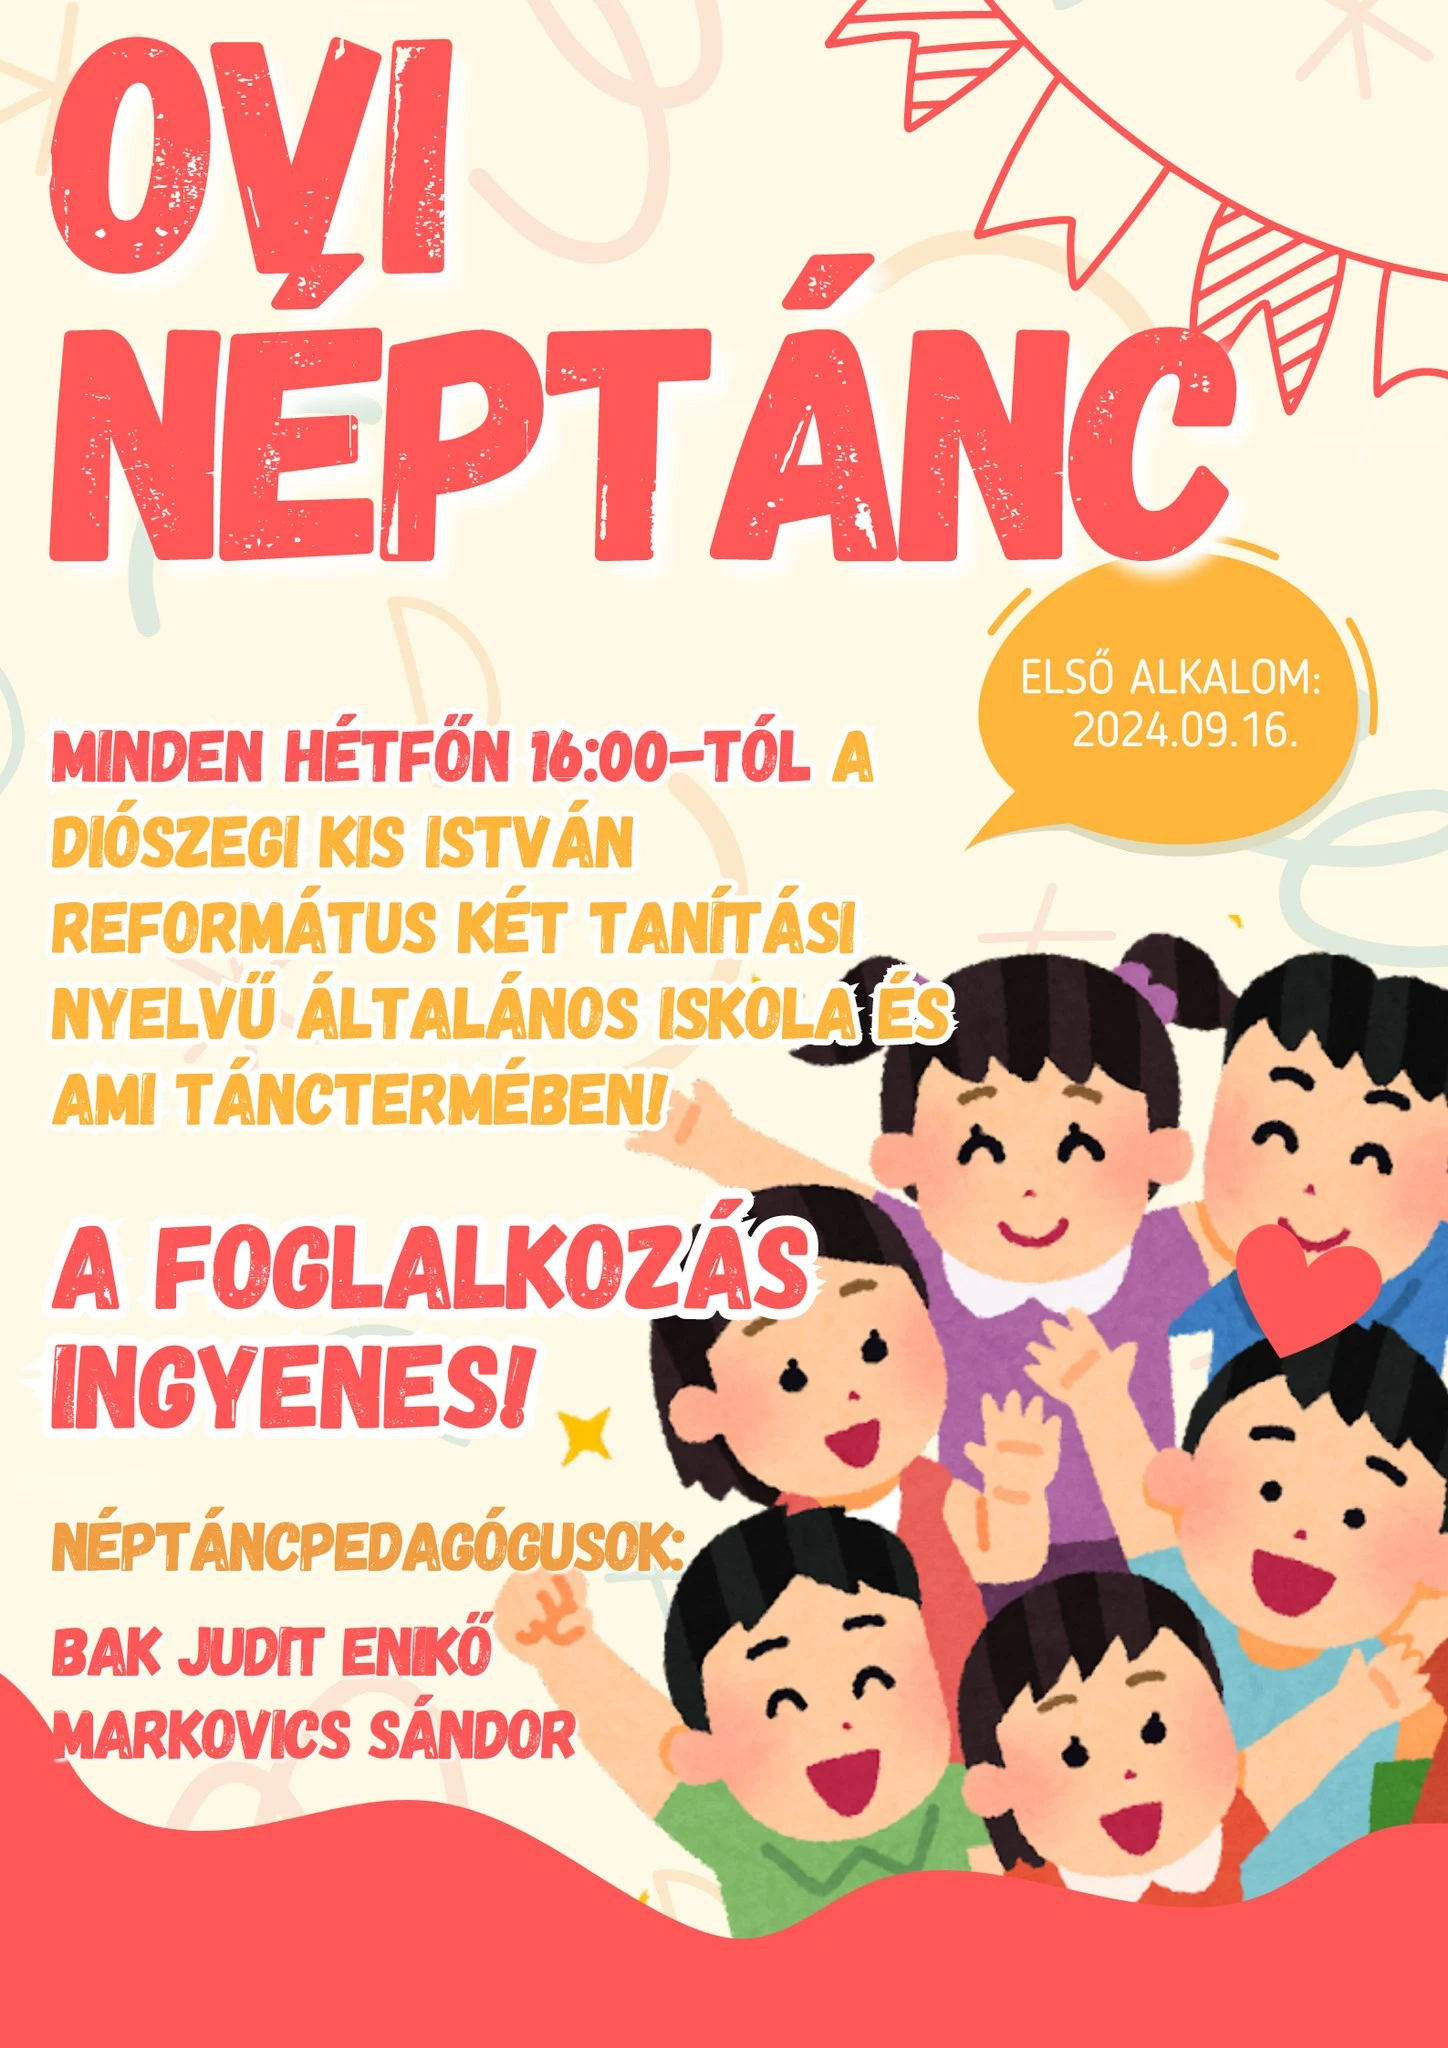 OVI
NÉPTÁNC
ELSŐ ALKALOM:
2024.09.16.
MINDEN HÉTFŐN 16:00-TÓL A
DIÓSZEGI KIS ISTVÁN
REFORMÁTUS KÉT TANÍTÁSI
NYELVŰ ÁLTALÁNOS ISKOLA ÉS
AMI TÁNCTERMÉBEN!
A FOGLALKOZÁS
INGYENES!
NÉPTÁNCPEDAGÓGUSOK:
BAK JUDIT ENIKŐ
MARKOVICS SÁNDOR